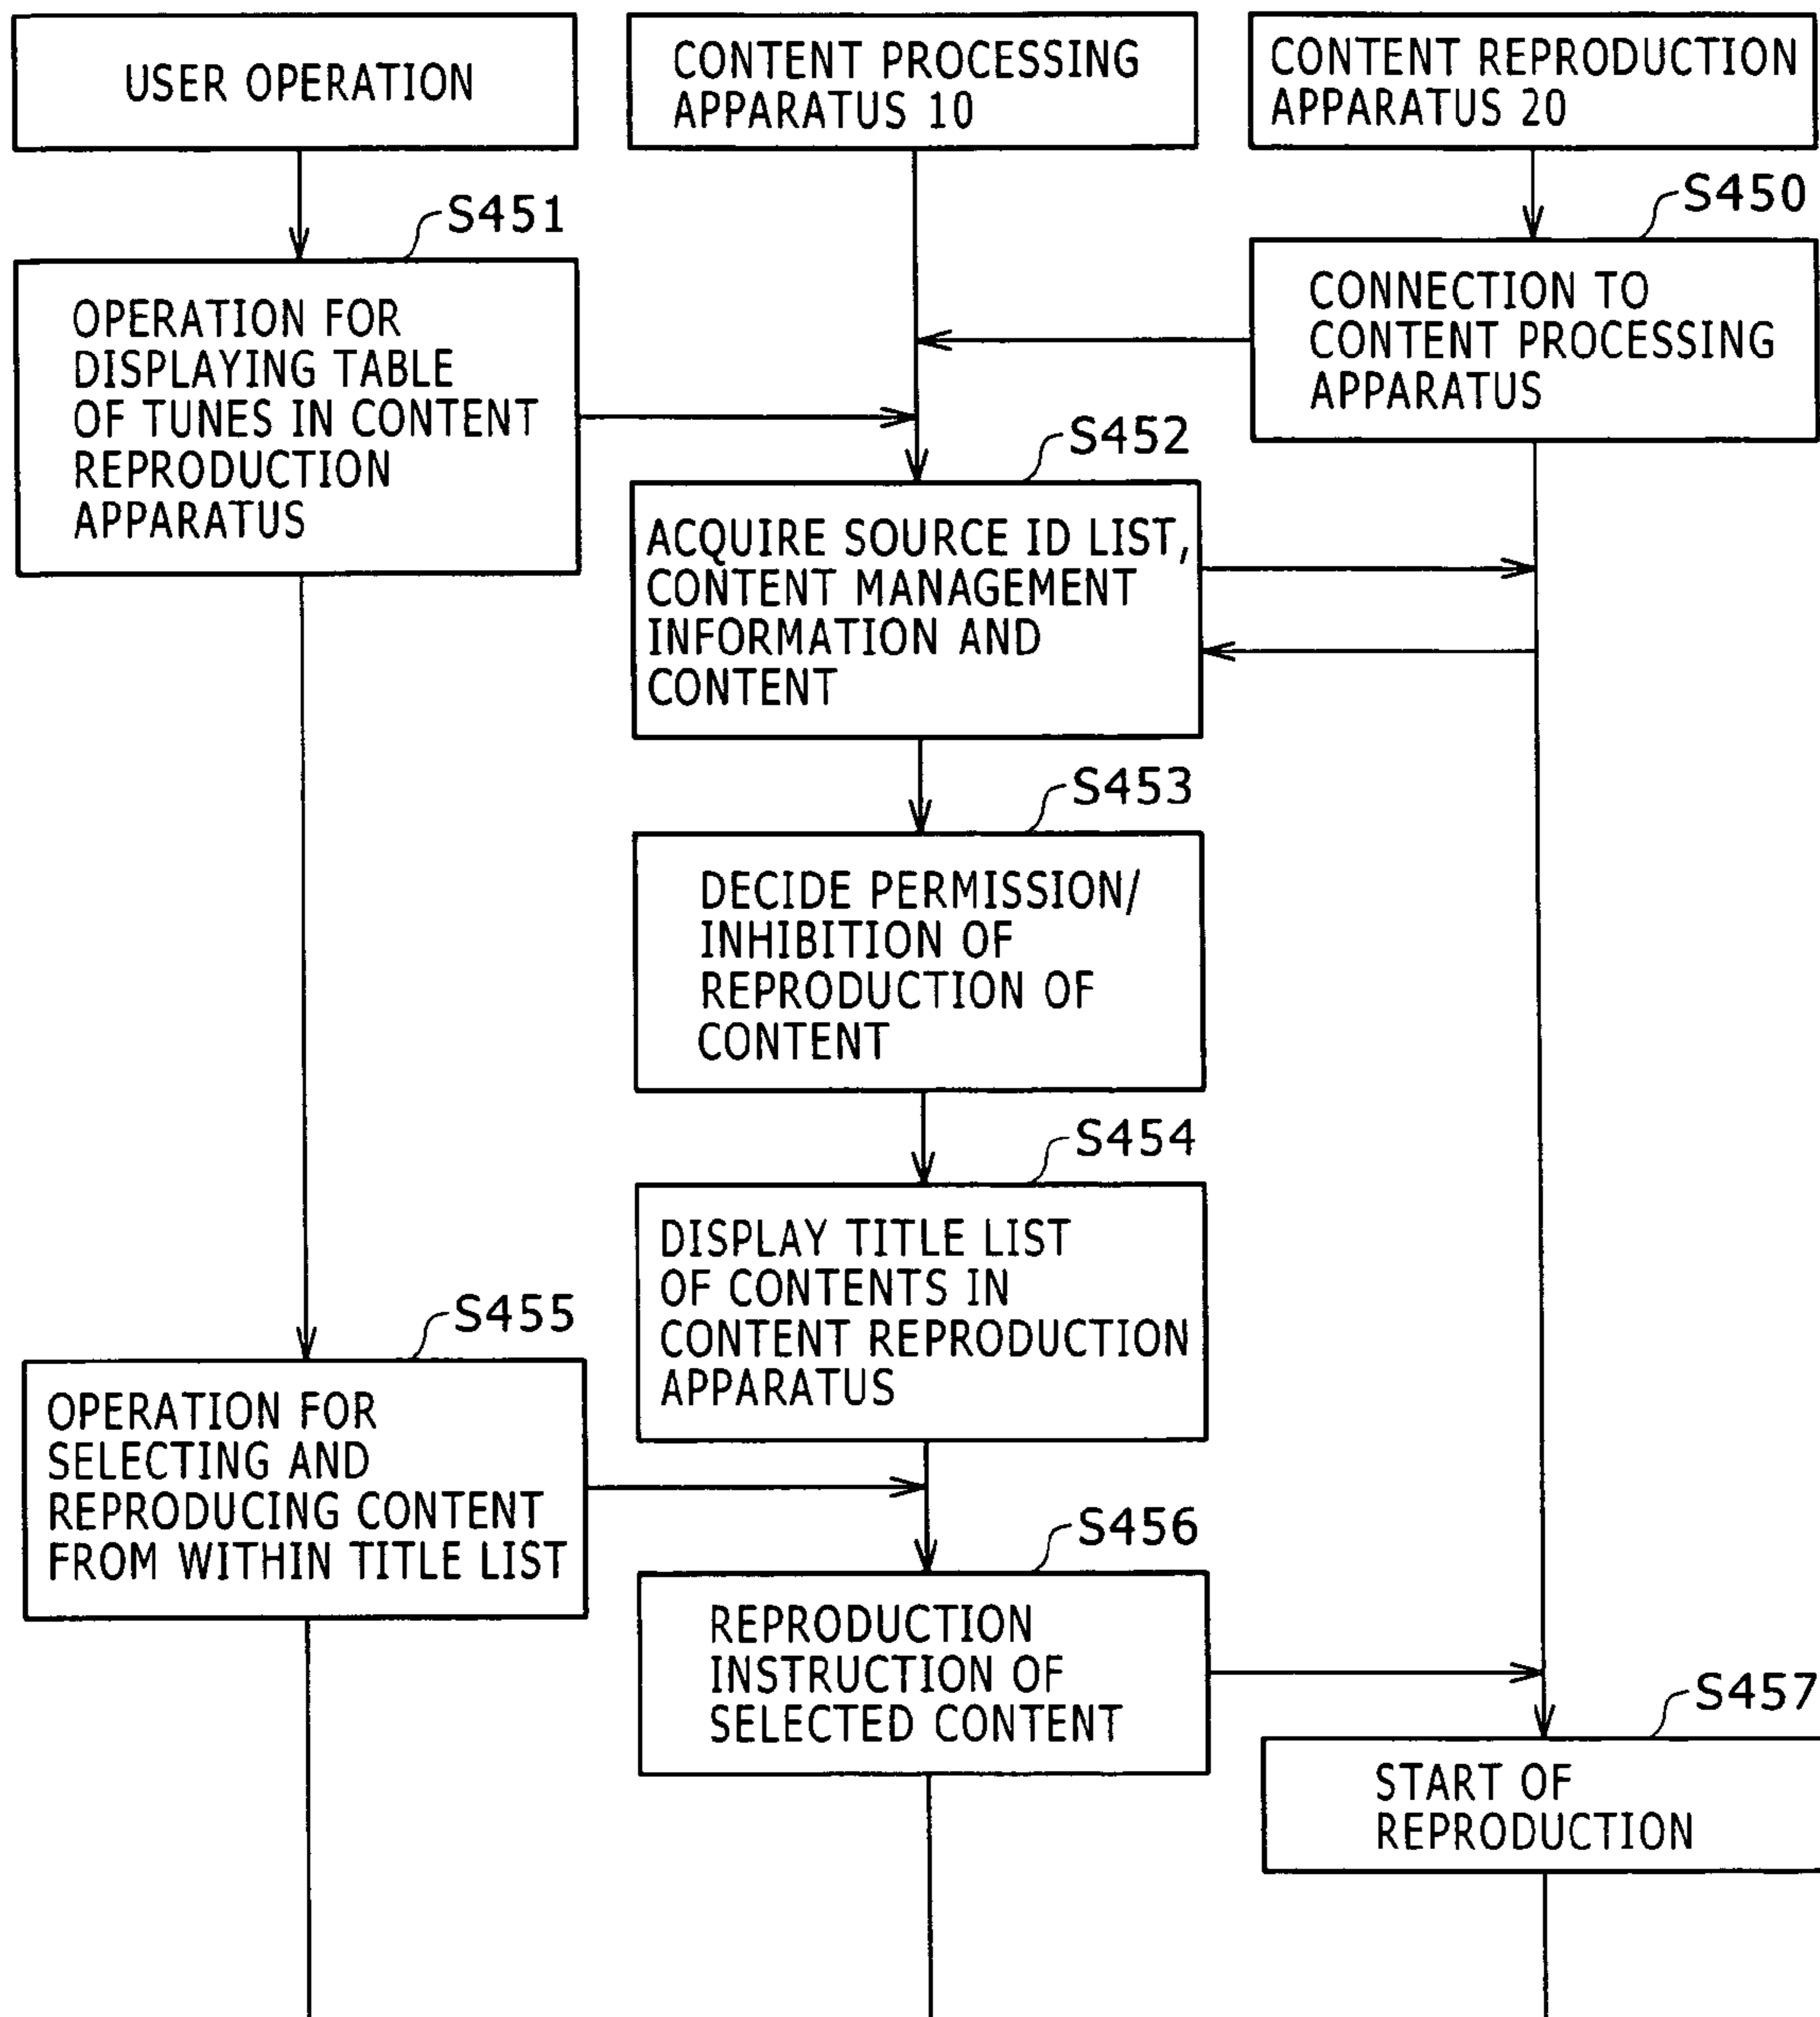 USER OPERATION
CONTENT PROCESSING
APPARATUS 10
CONTENT REPRODUCTION
APPARATUS 20
S450
CONNECTION TO
CONTENT PROCESSING
APPARATUS
S451
OPERATION FOR
DISPLAYING TABLE
OF TUNES IN CONTENT
REPRODUCTION
APPARATUS
S452
ACQUIRE SOURCE ID LIST,
CONTENT MANAGEMENT
INFORMATION AND
CONTENT
S453
DECIDE PERMISSION/
INHIBITION OF
REPRODUCTION OF
CONTENT
S454
DISPLAY TITLE LIST
OF CONTENTS IN
CONTENT REPRODUCTION
APPARATUS
S455
OPERATION FOR
SELECTING AND
REPRODUCING CONTENT
FROM WITHIN TITLE LIST
S456
REPRODUCTION
INSTRUCTION OF
SELECTED CONTENT
S457
START OF
REPRODUCTION